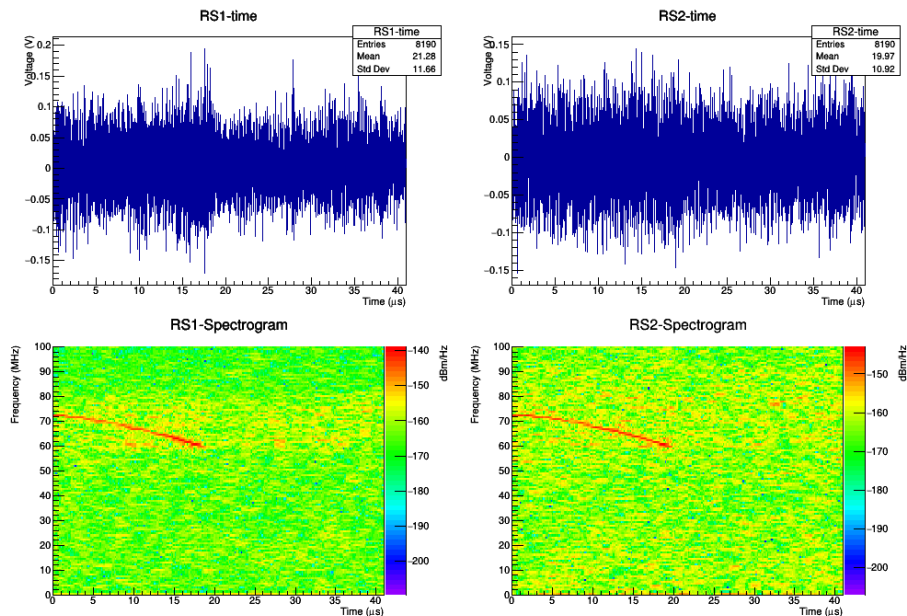 RS1-time
RS1-time
Entries 8190
Mean 21.28
Std Dev 11.66
Voltage (V)
0.2
0.15
0.1
0.05
0
−0.05
−0.1
−0.15
0 5 10 15 20 25 30 35 40
Time (μs)
RS2-time
RS2-time
Entries 8190
Mean 19.97
Std Dev 10.92
Voltage (V)
0.15
0.1
0.05
0
−0.05
−0.1
−0.15
0 5 10 15 20 25 30 35 40
Time (μs)
RS1-Spectrogram
Frequency (MHz)
100
90
80
70
60
50
40
30
20
10
0
0 5 10 15 20 25 30 35 40
Time (μs)
dBm/Hz
−140
−150
−160
−170
−180
−190
−200
RS2-Spectrogram
Frequency (MHz)
100
90
80
70
60
50
40
30
20
10
0
0 5 10 15 20 25 30 35 40
Time (μs)
dBm/Hz
−150
−160
−170
−180
−190
−200